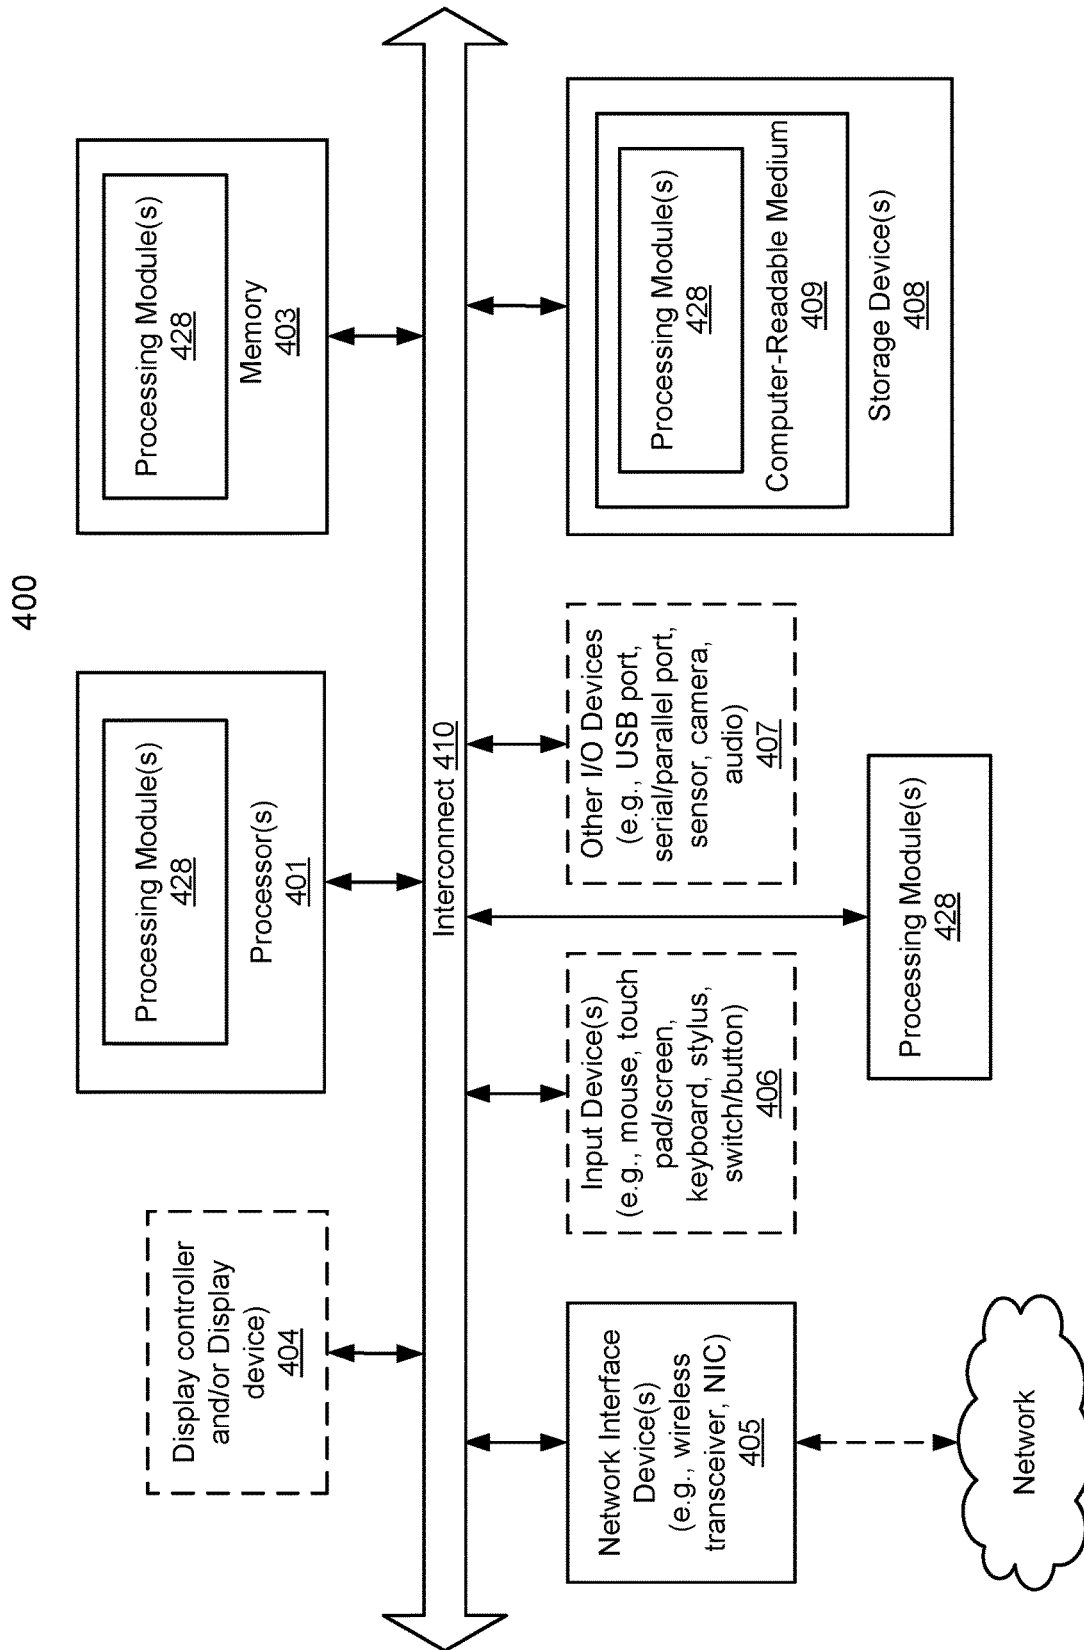 400
Display controller
and/or Display
device)
404
Processing Module(s)
428
Processor(s)
401
Processing Module(s)
428
Memory
403
Interconnect 410
Network Interface
Device(s)
(e.g., wireless
transceiver, NIC)
405
Input Device(s)
(e.g., mouse, touch
pad/screen,
keyboard, stylus,
switch/button)
406
Other I/O Devices
(e.g., USB port,
serial/parallel port,
sensor, camera,
audio)
407
Processing Module(s)
428
Computer-Readable Medium
409
Storage Device(s)
408
Processing Module(s)
428
Network